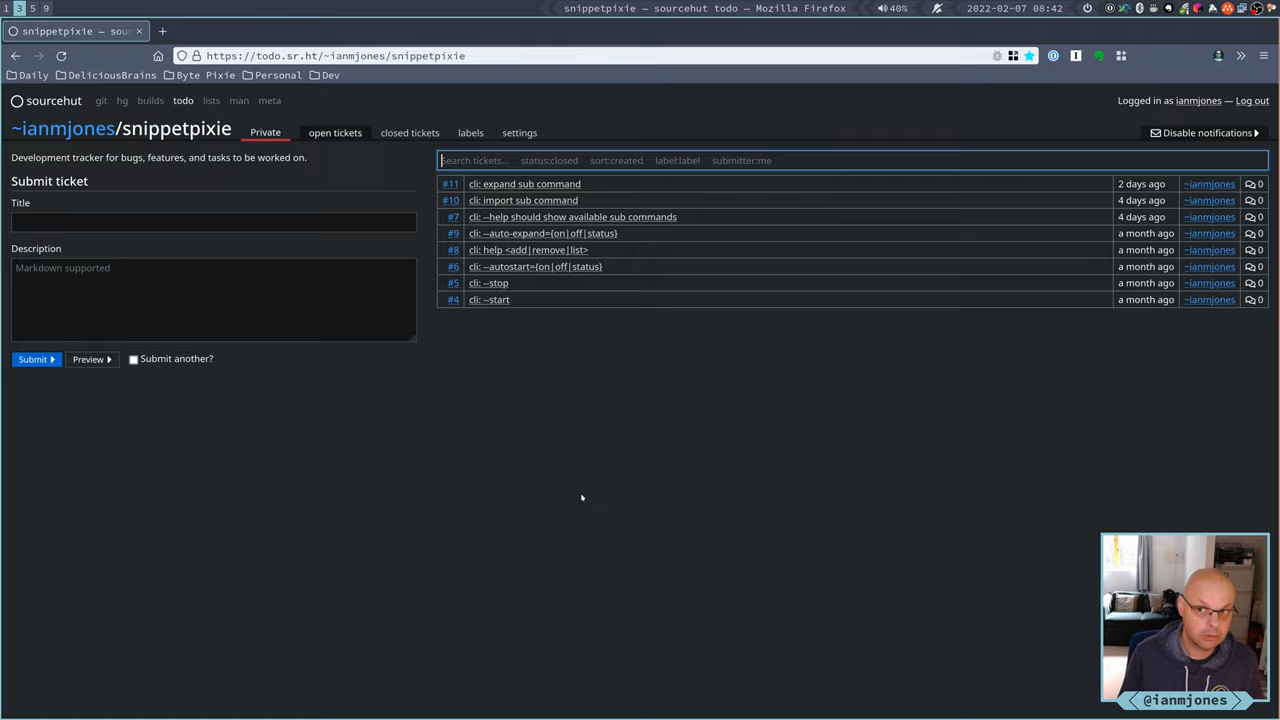 1 3 5 9
snippetpixie — sourcehut todo — Mozilla Firefox
40%
2022-02-07 08:42
snippetpixie — sour
https://todo.sr.ht/~ianmjones/snippetpixie
Daily DeliciousBrains Byte Pixie Personal Dev
sourcehut git hg builds todo lists man meta
Logged in as ianmjones — Log out
~ianmjones/snippetpixie Private open tickets closed tickets labels settings
Disable notifications
Development tracker for bugs, features, and tasks to be worked on.
Submit ticket
Title
Description
Markdown supported
Submit Preview Submit another?
Search tickets... status:closed sort:created label:label submitter:me
#11 cli: expand sub command 2 days ago ~ianmjones 0
#10 cli: import sub command 4 days ago ~ianmjones 0
#7 cli: --help should show available sub commands 4 days ago ~ianmjones 0
#9 cli: --auto-expand={on|off|status} a month ago ~ianmjones 0
#8 cli: help <add|remove|list> a month ago ~ianmjones 0
#6 cli: --autostart={on|off|status} a month ago ~ianmjones 0
#5 cli: --stop a month ago ~ianmjones 0
#4 cli: --start a month ago ~ianmjones 0
@ianmjones